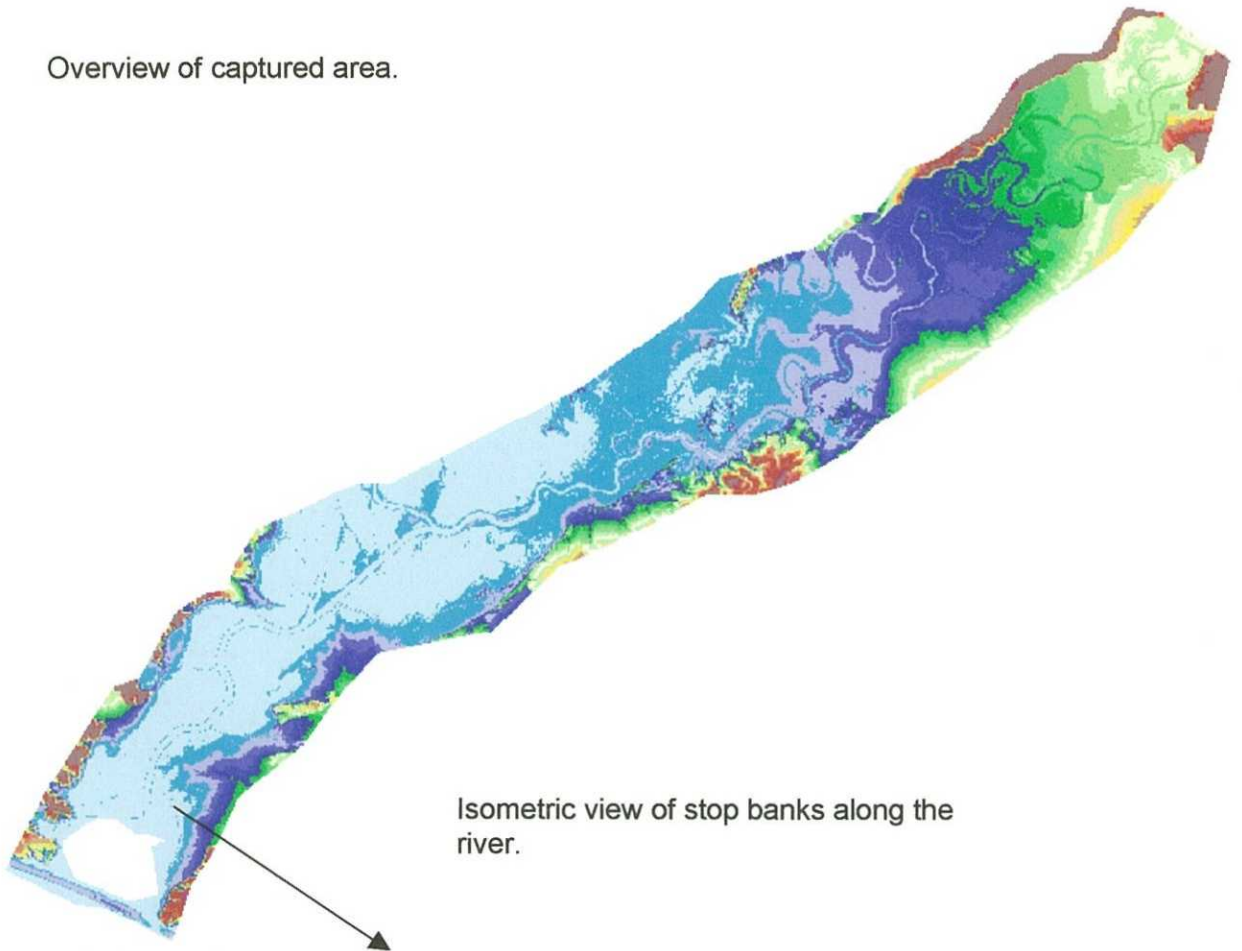 Overview of captured area.
Isometric view of stop banks along the
river.